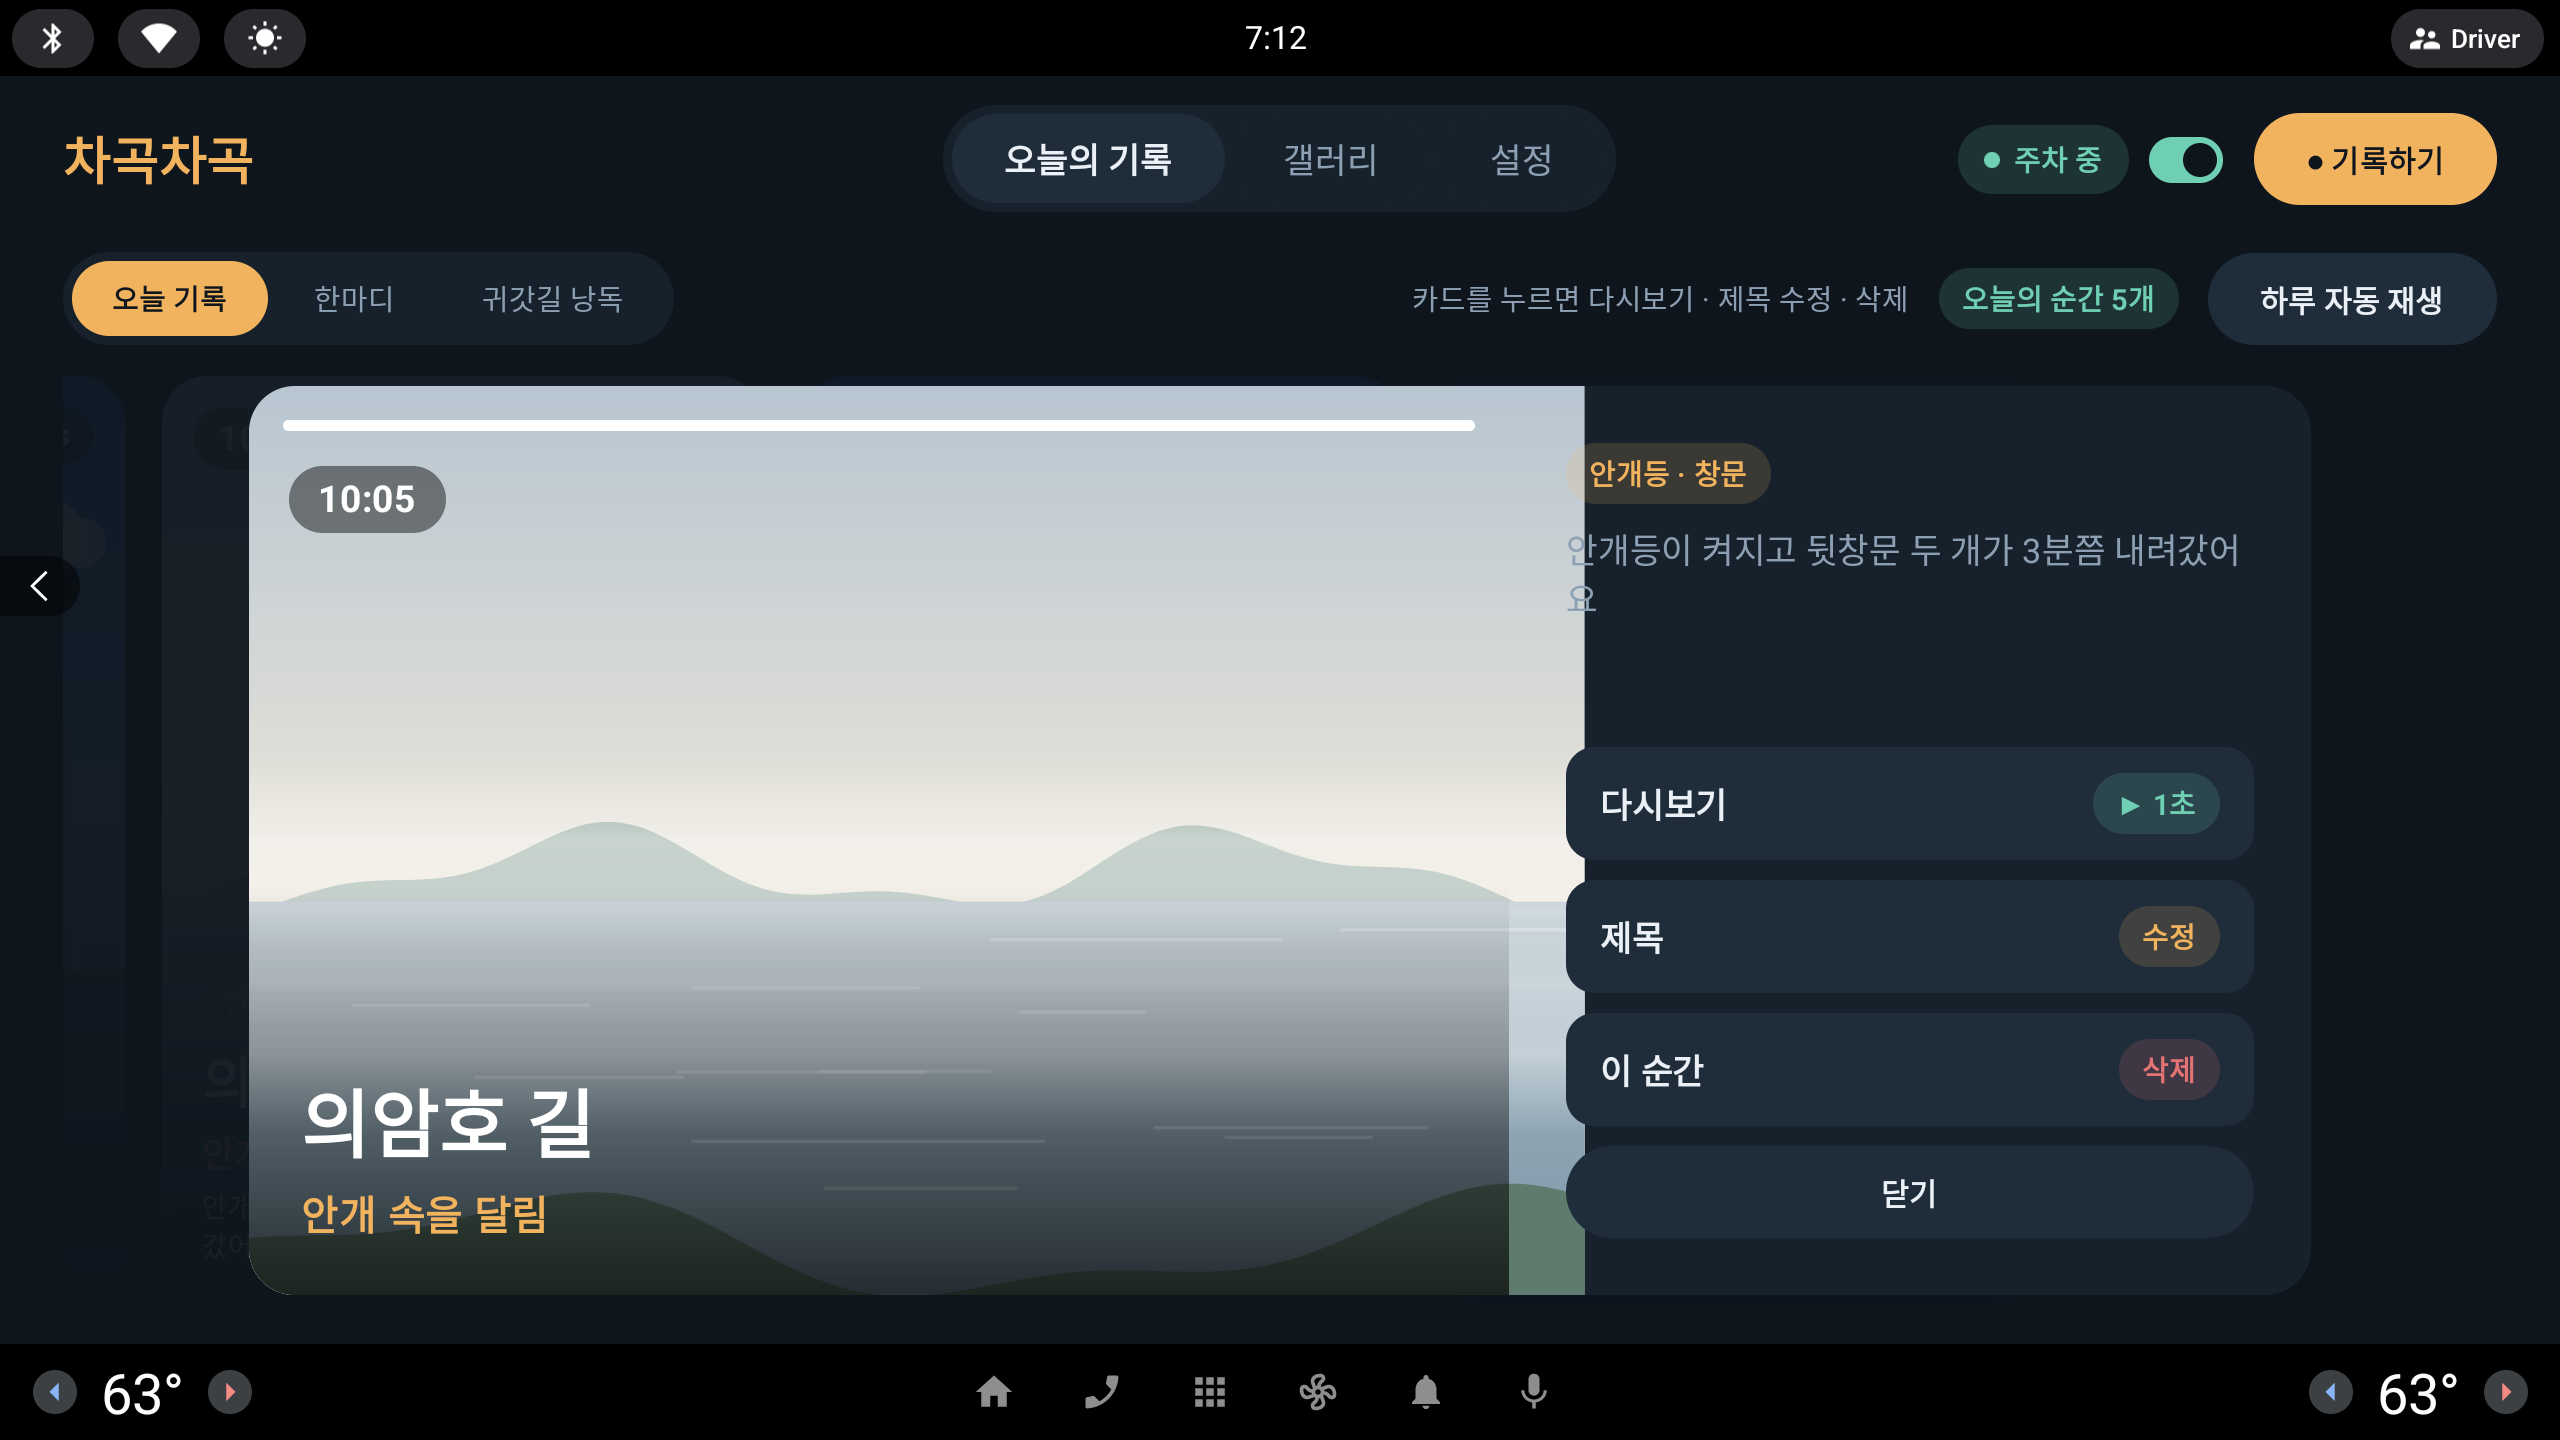 7:12
Driver
차곡차곡
오늘의 기록
갤러리
설정
주차 중
● 기록하기
오늘 기록
한마디
귀갓길 낭독
카드를 누르면 다시보기 · 제목 수정 · 삭제
오늘의 순간 5개
하루 자동 재생
10:05
안개등 · 창문
안개등이 켜지고 뒷창문 두 개가 3분쯤 내려갔어
요
다시보기
▶ 1초
제목
수정
이 순간
삭제
닫기
의암호 길
안개 속을 달림
63°
63°